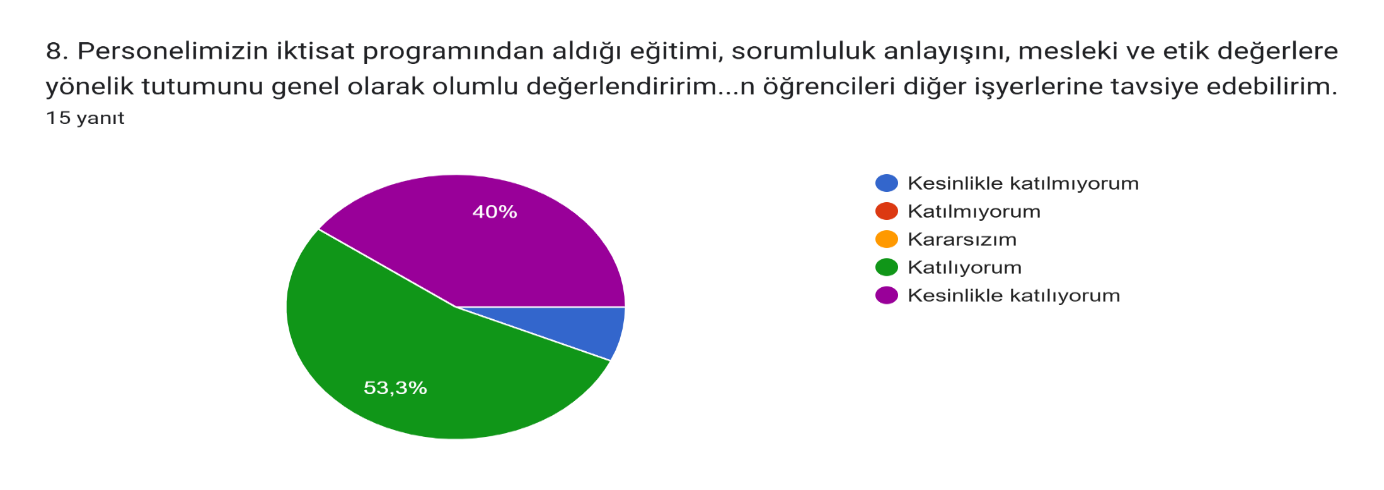 8. Personelimizin iktisat programından aldığı eğitimi, sorumluluk anlayışını, mesleki ve etik değerlere
yönelik tutumunu genel olarak olumlu değerlendiririm...n öğrencileri diğer işyerlerine tavsiye edebilirim.
15 yanıt
40%
53,3%
Kesinlikle katılmıyorum
Katılmıyorum
Kararsızım
Katılıyorum
Kesinlikle katılıyorum